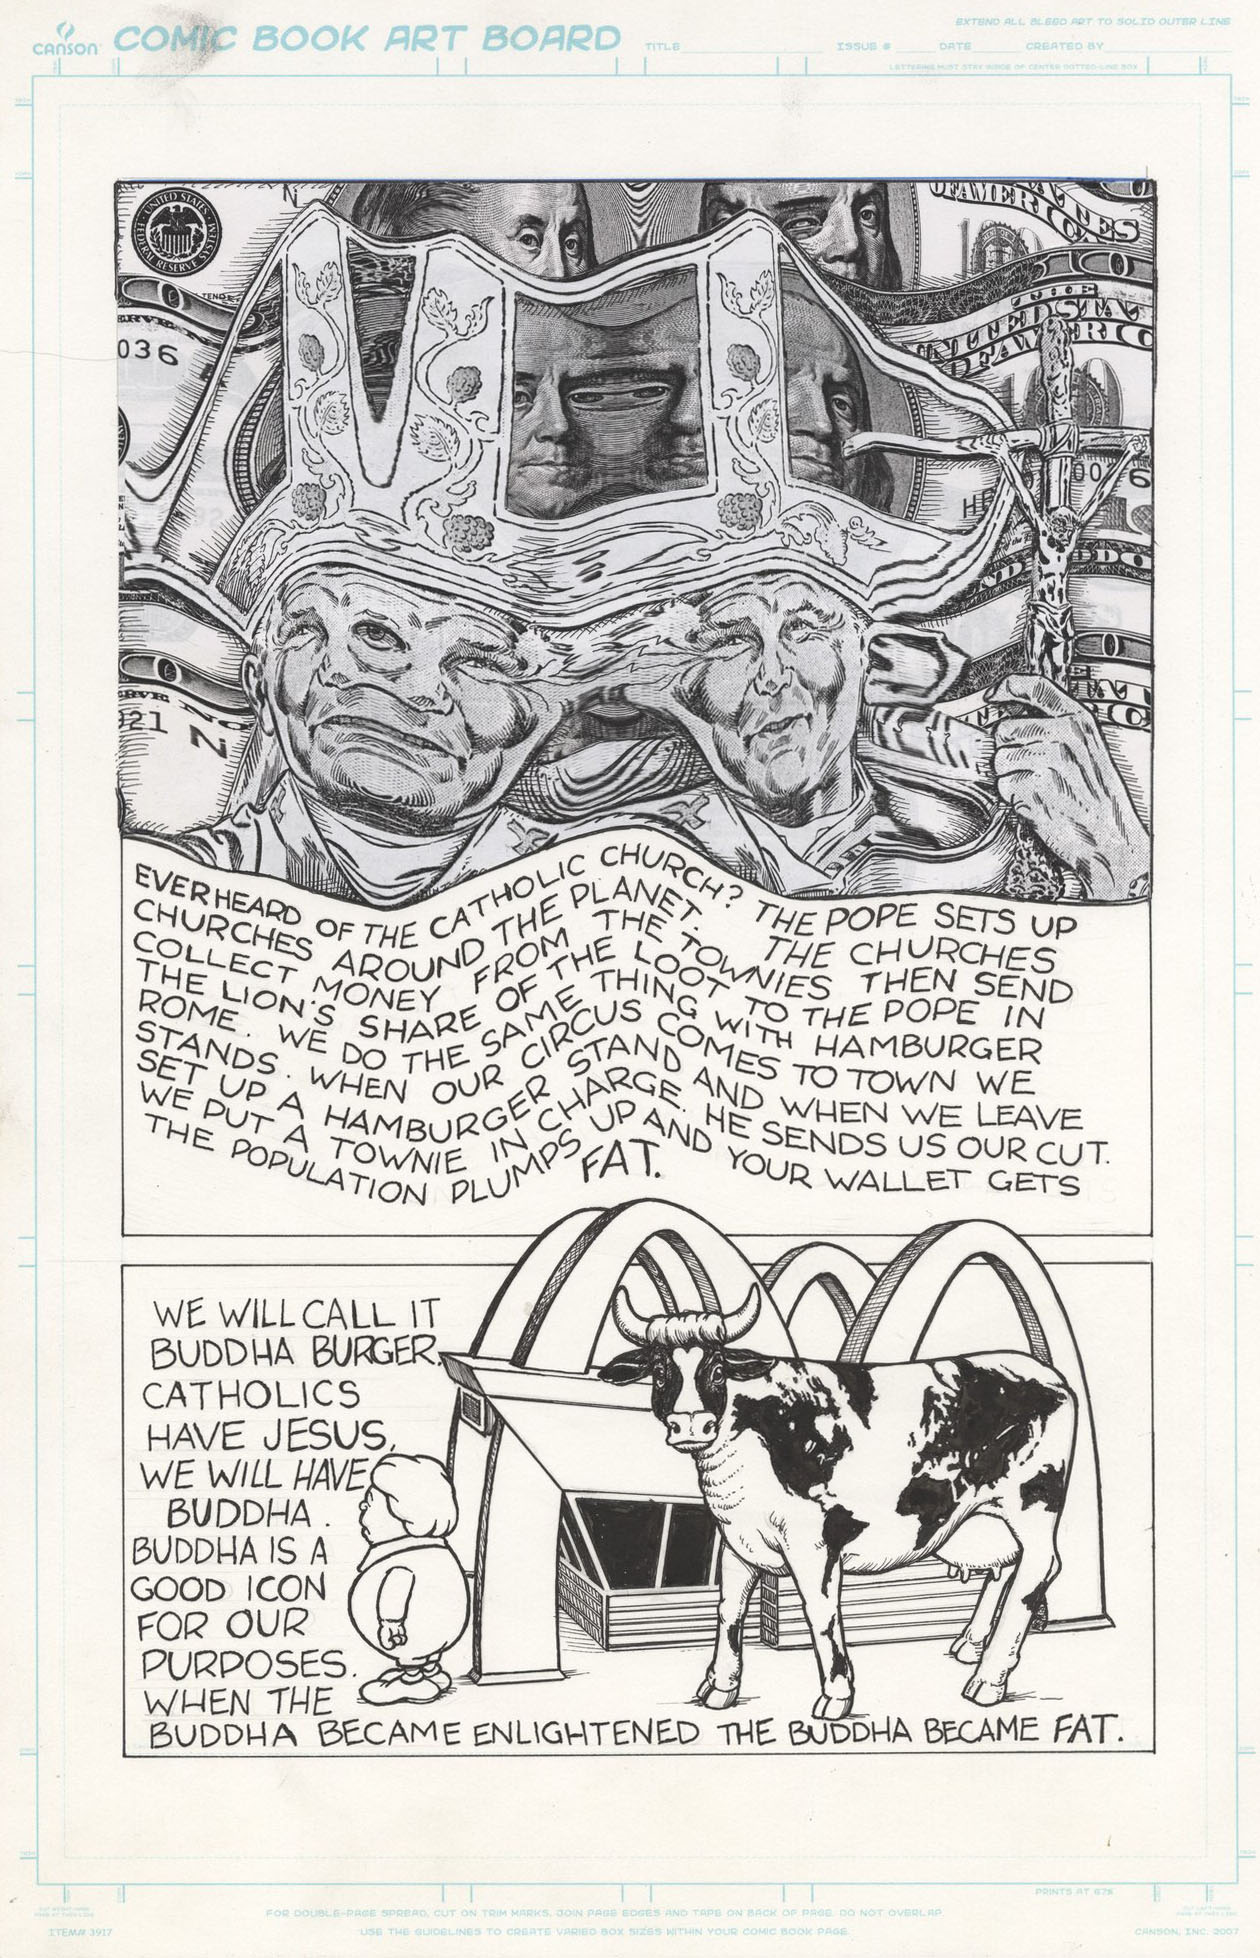 CANSON
COMIC BOOK ART BOARD
TITLE
ISSUE #
DATE
CREATED BY
EXTEND ALL BLEED ART TO SOLID OUTER LINE
LETTERING MUST STAY INSIDE OF CENTER DOTTED-LINE BOX
UNITED STATES
FEDERAL RESERVE SYSTEM
036
921 N
EVER HEARD OF THE CATHOLIC CHURCH? THE POPE SETS UP
CHURCHES AROUND THE PLANET. THE CHURCHES
COLLECT MONEY FROM THE TOWNIES THEN SEND
THE LION'S SHARE OF THE LOOT TO THE POPE IN
ROME. WE DO THE SAME THING WITH HAMBURGER
STANDS. WHEN OUR CIRCUS COMES TO TOWN WE
SET UP A HAMBURGER STAND AND WHEN WE LEAVE
WE PUT A TOWNIE IN CHARGE. HE SENDS US OUR CUT.
THE POPULATION PLUMPS UP AND YOUR WALLET GETS
FAT.
WE WILL CALL IT
BUDDHA BURGER.
CATHOLICS
HAVE JESUS,
WE WILL HAVE
BUDDHA.
BUDDHA IS A
GOOD ICON
FOR OUR
PURPOSES.
WHEN THE
BUDDHA BECAME ENLIGHTENED THE BUDDHA BECAME FAT.
PRINTS AT 67%
FOR DOUBLE-PAGE SPREAD, CUT ON TRIM MARKS, JOIN PAGE EDGES AND TAPE ON BACK OF PAGE. DO NOT OVERLAP.
ITEM# 3917
USE THE GUIDELINES TO CREATE VARIED BOX SIZES WITHIN YOUR COMIC BOOK PAGE.
CANSON, INC. 2007